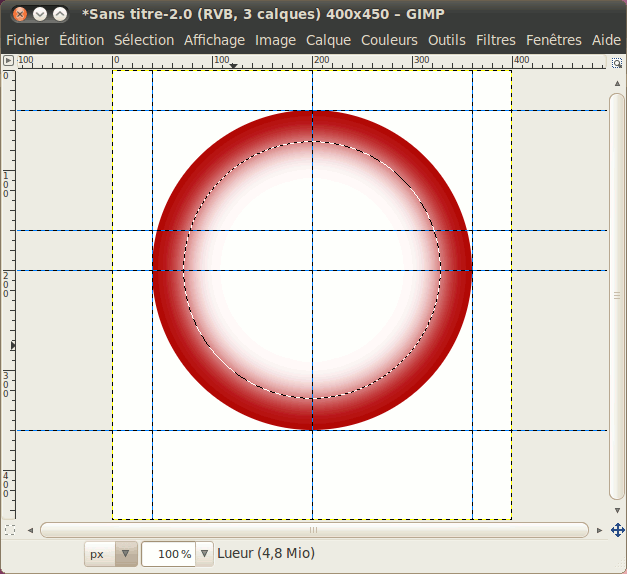 *Sans titre-2.0 (RVB, 3 calques) 400x450 – GIMP
Fichier Édition Sélection Affichage Image Calque Couleurs Outils Filtres Fenêtres Aide
-100 0 100 200 300 400
0
100
200
300
400
px 100 % Lueur (4,8 Mio)